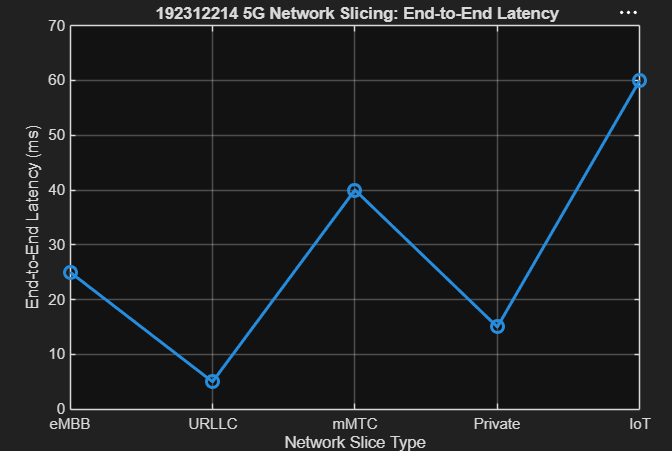 192312214 5G Network Slicing: End-to-End Latency
...
End-to-End Latency (ms)
70
60
50
40
30
20
10
0
eMBB URLLC mMTC Private IoT
Network Slice Type